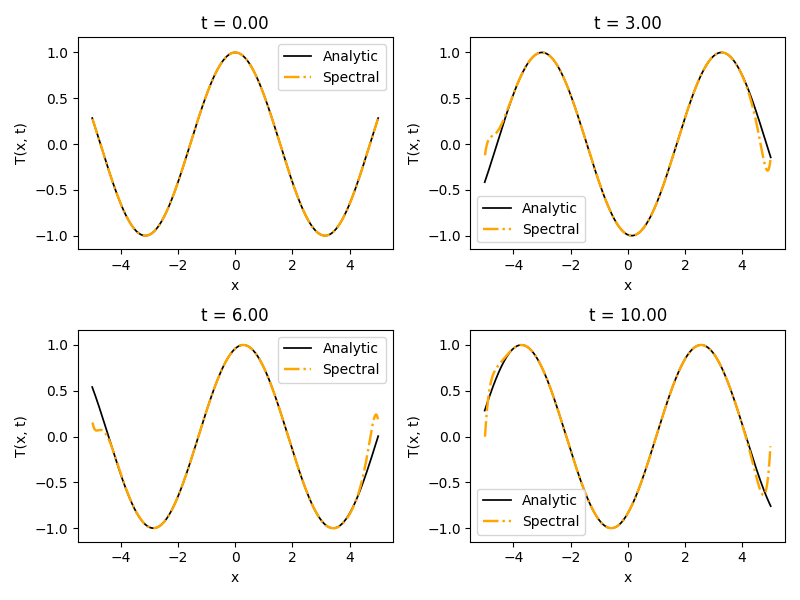 t = 0.00
T(x, t)
1.0
0.5
0.0
−0.5
−1.0
Analytic
Spectral
−4 −2 0 2 4
x
t = 3.00
T(x, t)
1.0
0.5
0.0
−0.5
−1.0
Analytic
Spectral
−4 −2 0 2 4
x
t = 6.00
T(x, t)
1.0
0.5
0.0
−0.5
−1.0
Analytic
Spectral
−4 −2 0 2 4
x
t = 10.00
T(x, t)
1.0
0.5
0.0
−0.5
−1.0
Analytic
Spectral
−4 −2 0 2 4
x